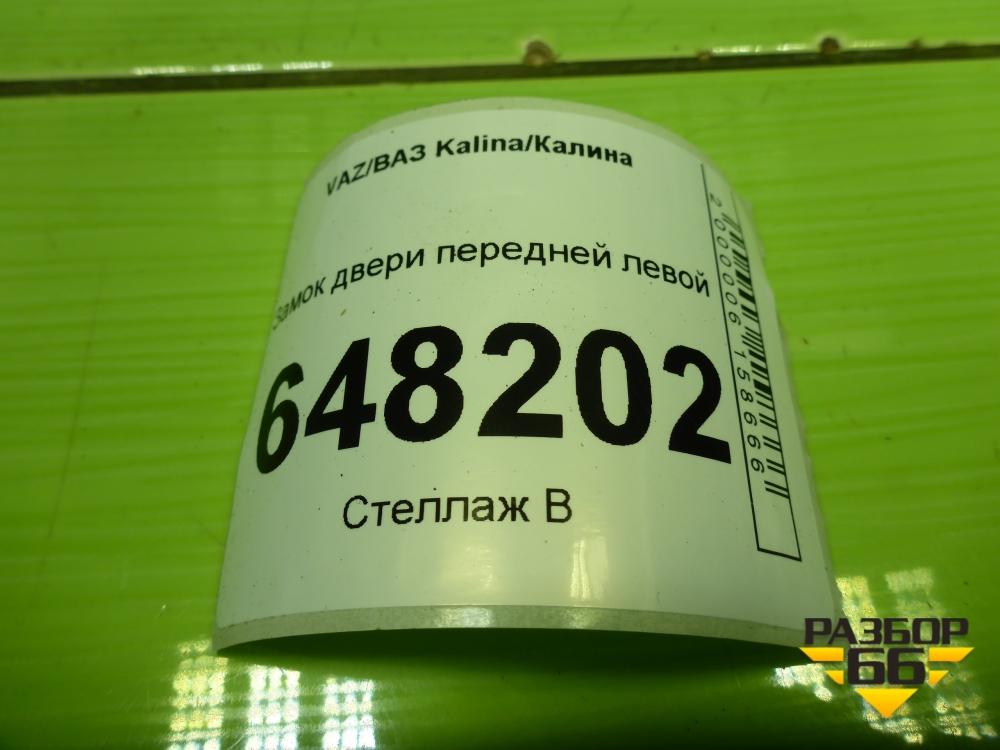 VAZ/ВАЗ Kalina/Калина
Замок двери передней левой
648202
Стеллаж В
2000006158666
РАЗБОР
66